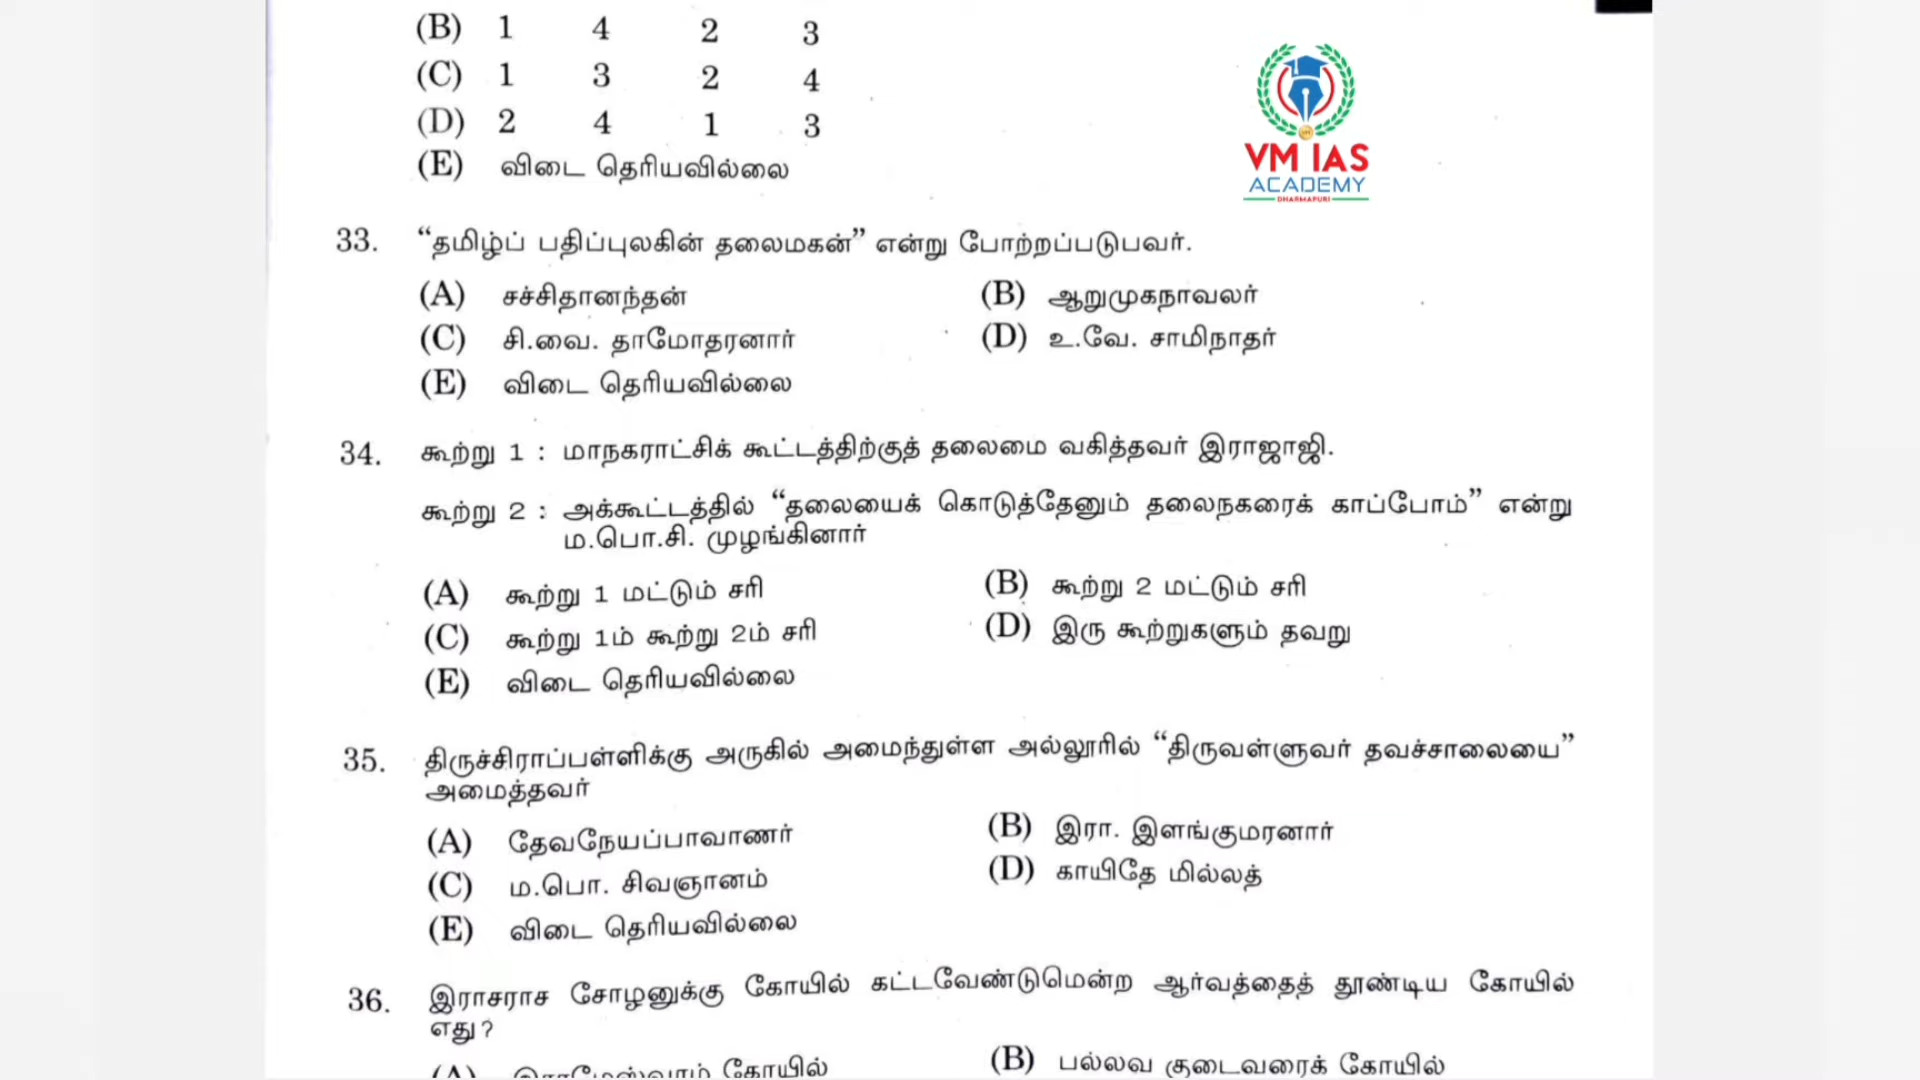 (B) 1 4 2 3
(C) 1 3 2 4
(D) 2 4 1 3
(E) விடை தெரியவில்லை
VM IAS
ACADEMY
DHARMAPURI
33. “தமிழ்ப் பதிப்புலகின் தலைமகன்” என்று போற்றப்படுபவர்.
(A) சச்சிதானந்தன் (B) ஆறுமுகநாவலர்
(C) சி.வை. தாமோதரனார் (D) உ.வே. சாமிநாதர்
(E) விடை தெரியவில்லை
34. கூற்று 1 : மாநகராட்சிக் கூட்டத்திற்குத் தலைமை வகித்தவர் இராஜாஜி.
கூற்று 2 : அக்கூட்டத்தில் “தலையைக் கொடுத்தேனும் தலைநகரைக் காப்போம்” என்று
ம.பொ.சி. முழங்கினார்
(A) கூற்று 1 மட்டும் சரி (B) கூற்று 2 மட்டும் சரி
(C) கூற்று 1ம் கூற்று 2ம் சரி (D) இரு கூற்றுகளும் தவறு
(E) விடை தெரியவில்லை
35. திருச்சிராப்பள்ளிக்கு அருகில் அமைந்துள்ள அல்லூரில் “திருவள்ளுவர் தவச்சாலையை”
அமைத்தவர்
(A) தேவநேயப்பாவாணர் (B) இரா. இளங்குமரனார்
(C) ம.பொ. சிவஞானம் (D) காயிதே மில்லத்
(E) விடை தெரியவில்லை
36. இராசராச சோழனுக்கு கோயில் கட்டவேண்டுமென்ற ஆர்வத்தைத் தூண்டிய கோயில்
எது?
(A) கோயில் (B) பல்லவ குடைவரைக் கோயில்